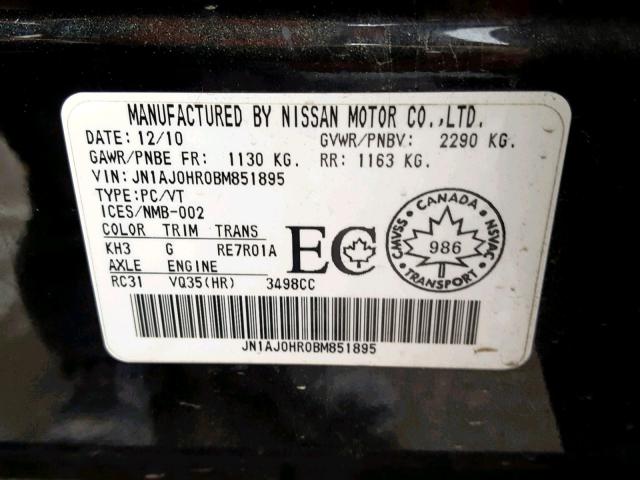 MANUFACTURED BY NISSAN MOTOR CO.,LTD.
DATE: 12/10 GVWR/PNBV: 2290 KG.
GAWR/PNBE FR: 1130 KG. RR: 1163 KG.
VIN: JN1AJ0HR0BM851895
TYPE: PC/VT
ICES/NMB-002
COLOR TRIM TRANS
KH3 G RE7R01A
AXLE ENGINE
RC31 VQ35(HR) 3498CC
EC
CANADA
CMVSS
NSVAC
986
TRANSPORT
JN1AJ0HR0BM851895